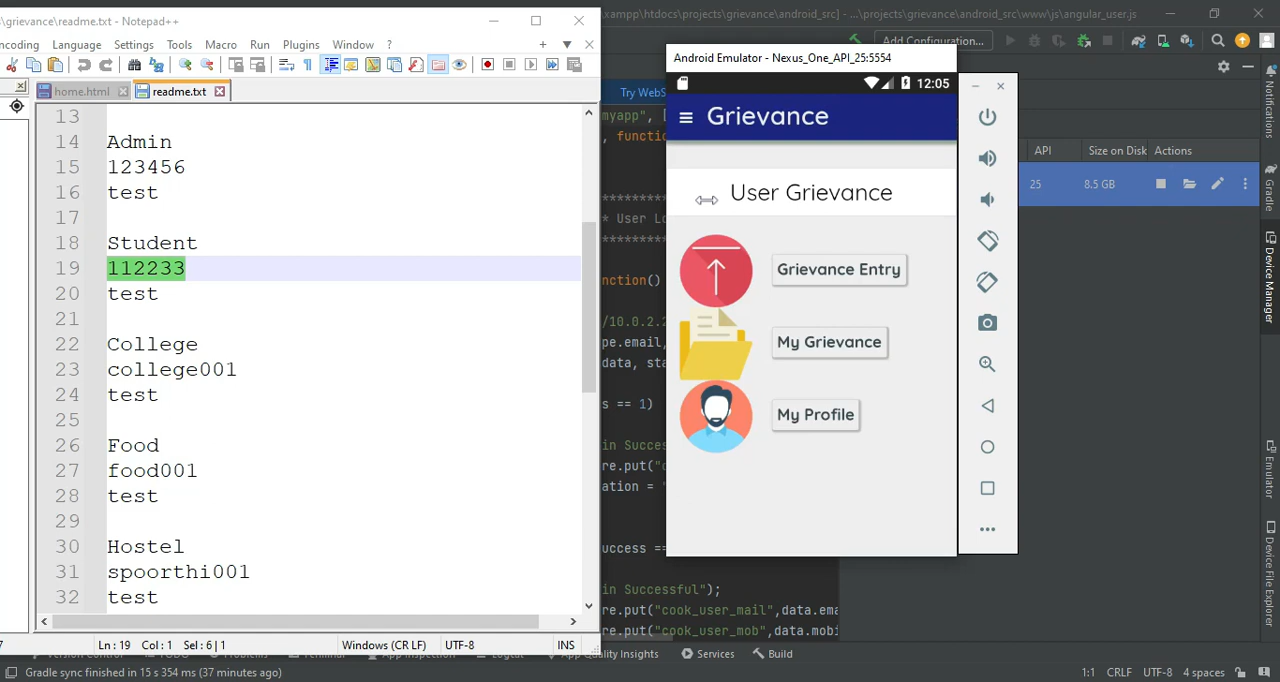 \grievance\readme.txt - Notepad++
ncoding Language Settings Tools Macro Run Plugins Window ?
home.html
readme.txt
13
14 Admin
15 123456
16 test
17
18 Student
19 112233
20 test
21
22 College
23 college001
24 test
25
26 Food
27 food001
28 test
29
30 Hostel
31 spoorthi001
32 test
Ln : 19 Col : 1 Sel : 6 | 1
Windows (CR LF)
UTF-8
INS
xampp\htdocs\projects\grievance\android_src] - ...\projects\grievance\android_src\www\js\angular_user.js
Add Configuration...
Try WebS
myapp", [
, functio
* User Lo
nction()
/10.0.2.2
pe.email,
data, sta
s == 1)
in Succes
re.put("c
ation = "
uccess ==
in Successful");
re.put("cook_user_mail",data.ema
re.put("cook_user_mob",data.mobi
Android Emulator - Nexus_One_API_25:5554
12:05
Grievance
User Grievance
Grievance Entry
My Grievance
My Profile
API Size on Disk Actions
25 8.5 GB
Notifications
Gradle
Device Manager
Emulator
Device File Explorer
App Quality Insights
Services
Build
Gradle sync finished in 15 s 354 ms (37 minutes ago)
1:1 CRLF UTF-8 4 spaces